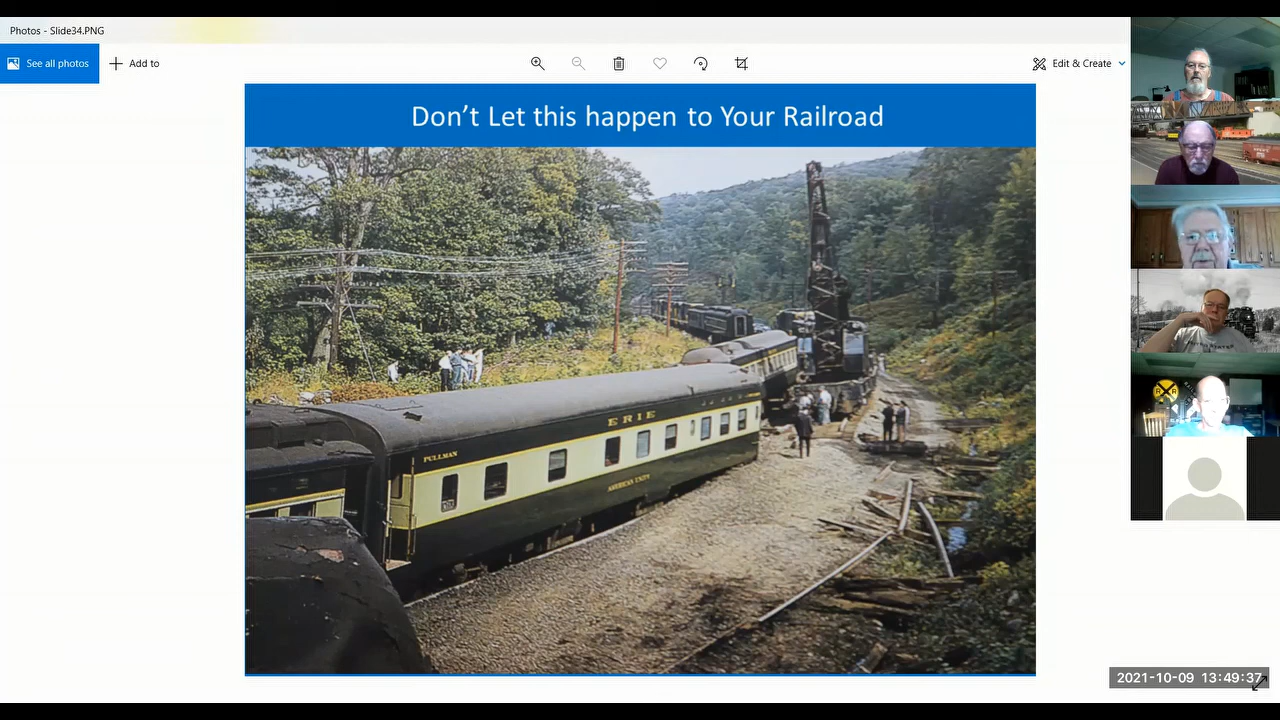 Photos - Slide34.PNG
See all photos
Add to
Edit & Create
Don't Let this happen to Your Railroad
ERIE
PULLMAN
AMERICAN UNITY
2021-10-09 13:49:37